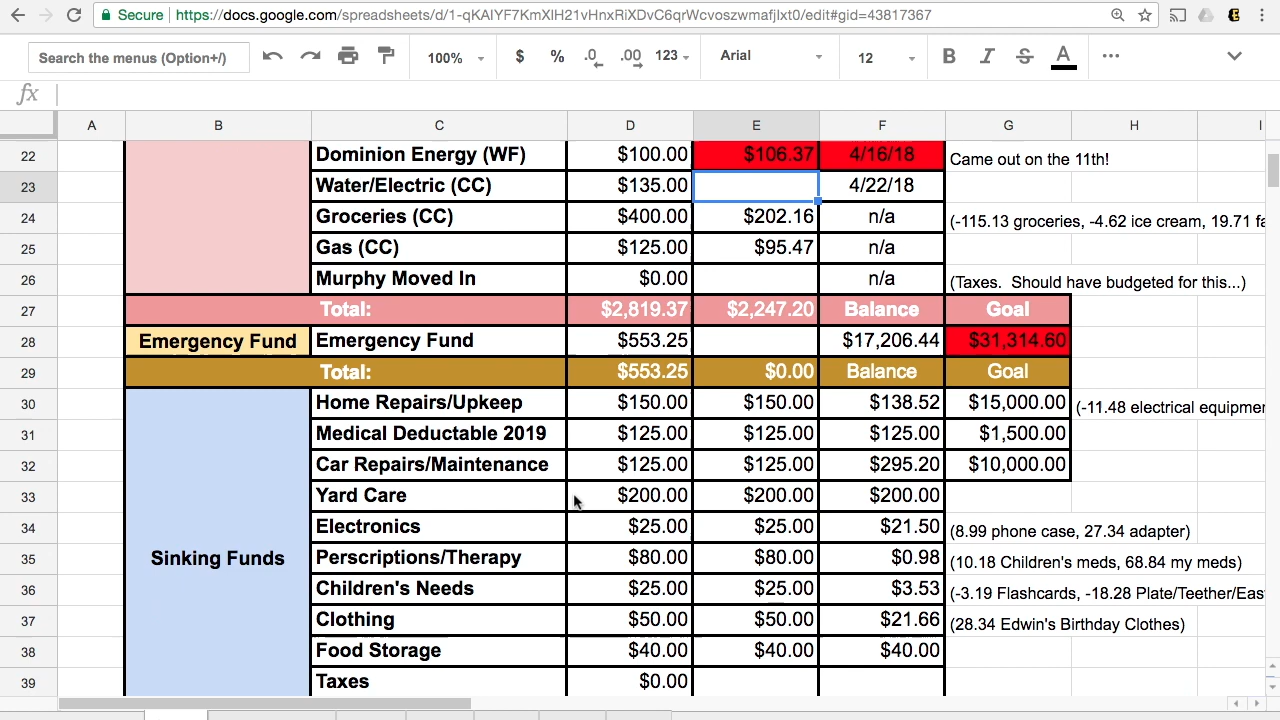 Secure https://docs.google.com/spreadsheets/d/1-qKAIYF7KmXIH21vHnxRiXDvC6qrWcvoszwmafjlxt0/edit#gid=43817367
Search the menus (Option+/) 100% $ % .0 .00 123 Arial 12 B I S A ...
fx
A B C D E F G H I
22 Dominion Energy (WF) $100.00 $106.37 4/16/18 Came out on the 11th!
23 Water/Electric (CC) $135.00 4/22/18
24 Groceries (CC) $400.00 $202.16 n/a (-115.13 groceries, -4.62 ice cream, 19.71 fa
25 Gas (CC) $125.00 $95.47 n/a
26 Murphy Moved In $0.00 n/a (Taxes. Should have budgeted for this...)
27 Total: $2,819.37 $2,247.20 Balance Goal
28 Emergency Fund Emergency Fund $553.25 $17,206.44 $31,314.60
29 Total: $553.25 $0.00 Balance Goal
30 Home Repairs/Upkeep $150.00 $150.00 $138.52 $15,000.00 (-11.48 electrical equipmer
31 Medical Deductable 2019 $125.00 $125.00 $125.00 $1,500.00
32 Car Repairs/Maintenance $125.00 $125.00 $295.20 $10,000.00
33 Yard Care $200.00 $200.00 $200.00
34 Electronics $25.00 $25.00 $21.50 (8.99 phone case, 27.34 adapter)
35 Sinking Funds Perscriptions/Therapy $80.00 $80.00 $0.98 (10.18 Children's meds, 68.84 my meds)
36 Children's Needs $25.00 $25.00 $3.53 (-3.19 Flashcards, -18.28 Plate/Teether/Eas
37 Clothing $50.00 $50.00 $21.66 (28.34 Edwin's Birthday Clothes)
38 Food Storage $40.00 $40.00 $40.00
39 Taxes $0.00